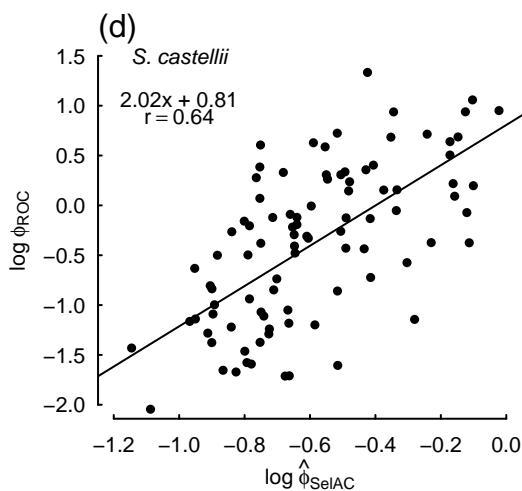 (d)
S. castellii
2.02x + 0.81
r = 0.64
log ϕROC
1.5
1.0
0.5
0.0
−0.5
−1.0
−1.5
−2.0
−1.2 −1.0 −0.8 −0.6 −0.4 −0.2 0.0
log ϕ̂SelAC